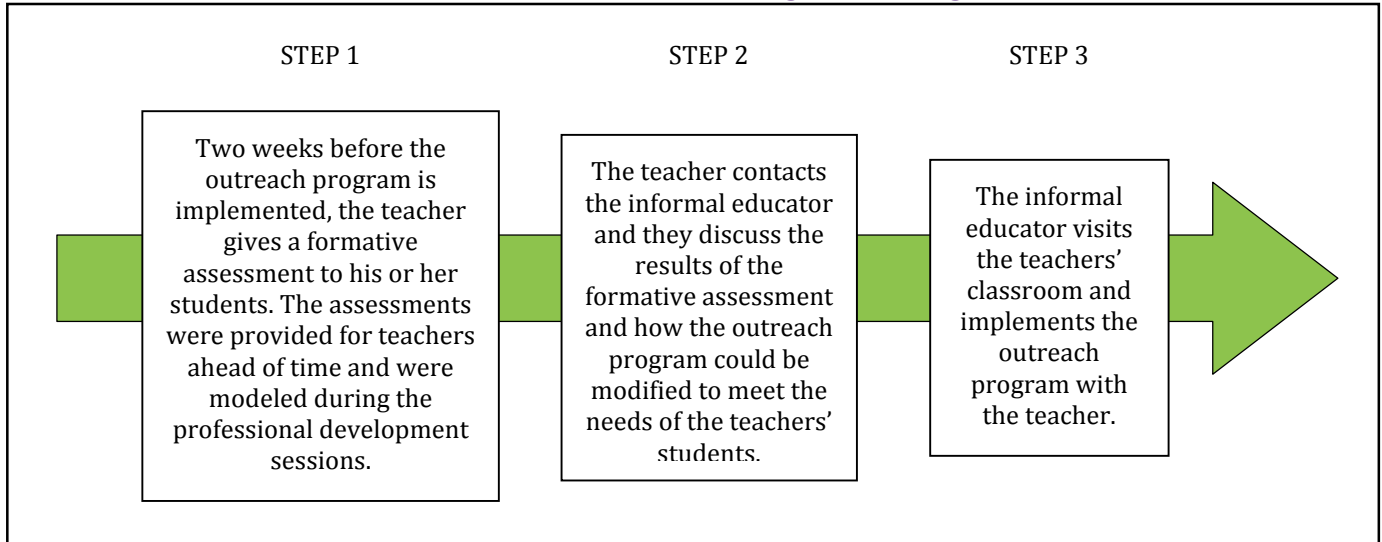 STEP 1
STEP 2
STEP 3
Two weeks before the
outreach program is
implemented, the teacher
gives a formative
assessment to his or her
students. The assessments
were provided for teachers
ahead of time and were
modeled during the
professional development
sessions.
The teacher contacts
the informal educator
and they discuss the
results of the
formative assessment
and how the outreach
program could be
modified to meet the
needs of the teachers’
students.
The informal
educator visits
the teachers’
classroom and
implements the
outreach
program with
the teacher.